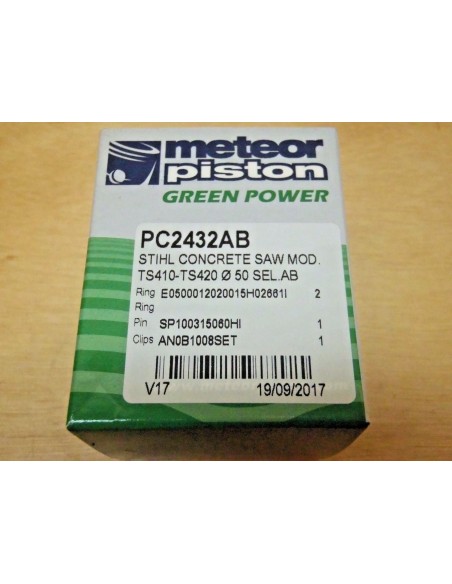 meteor
piston
GREEN POWER
PC2432AB
STIHL CONCRETE SAW MOD.
TS410-TS420 Ø 50 SEL.AB
Ring E0500012020015H02661I 2
Ring
Pin SP100315060HI 1
Clips AN0B1008SET 1
V17 19/09/2017